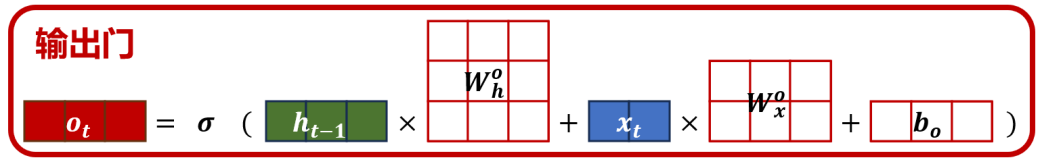 输出门
o_t = σ ( h_{t−1} × W_h^o + x_t × W_x^o + b_o )